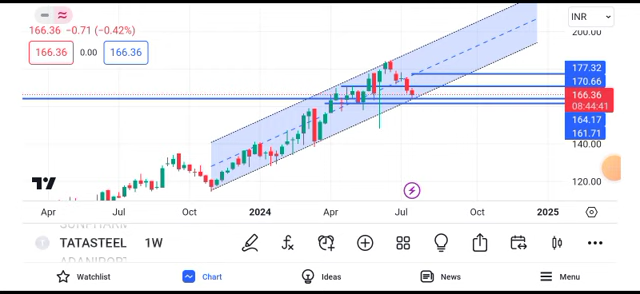 INR
200.00
166.36 −0.71 (−0.42%)
166.36 0.00 166.36
177.32
170.66
166.36
08:44:41
164.17
161.71
140.00
120.00
Apr Jul Oct 2024 Apr Jul Oct 2025
TATASTEEL 1W
Watchlist Chart Ideas News Menu